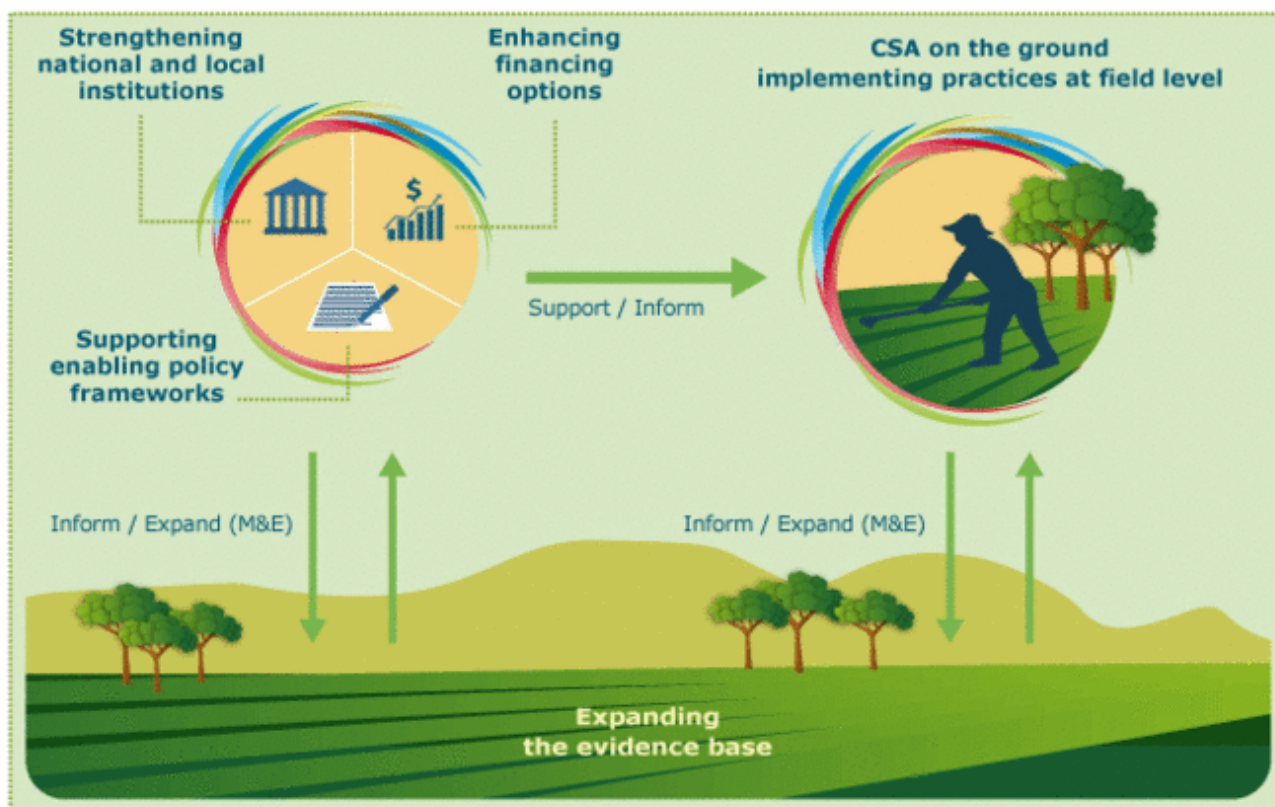 Strengthening
national and local
institutions
Enhancing
financing
options
CSA on the ground
implementing practices at field level
$
Support / Inform
Supporting
enabling policy
frameworks
Inform / Expand (M&E)
Inform / Expand (M&E)
Expanding
the evidence base